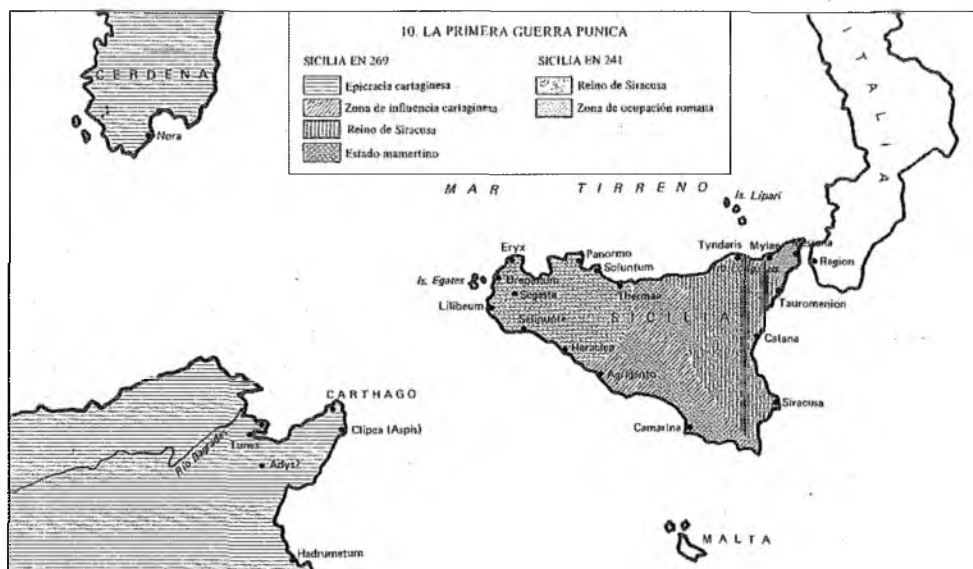 10. LA PRIMERA GUERRA PUNICA
SICILIA EN 269
Epicracia cartaginesa
Zona de influencia cartaginesa
Reino de Siracusa
Estado mamertino
SICILIA EN 241
Reino de Siracusa
Zona de ocupación romana
CERDEÑA
Nora
ITALIA
MAR TIRRENO
Is. Lipari
Tyndaris
Mylae
Region
Eryx
Panormo
Soluntum
Is. Egates
Drepanum
Segesta
Thermae
Lilibeum
Selinunte
SICILIA
Tauromenion
Heraclea
Catana
Agrigento
Siracusa
Camarina
CARTHAGO
Clipea (Aspis)
Tunes
Río Bagradas
Adys?
Hadrumetum
MALTA